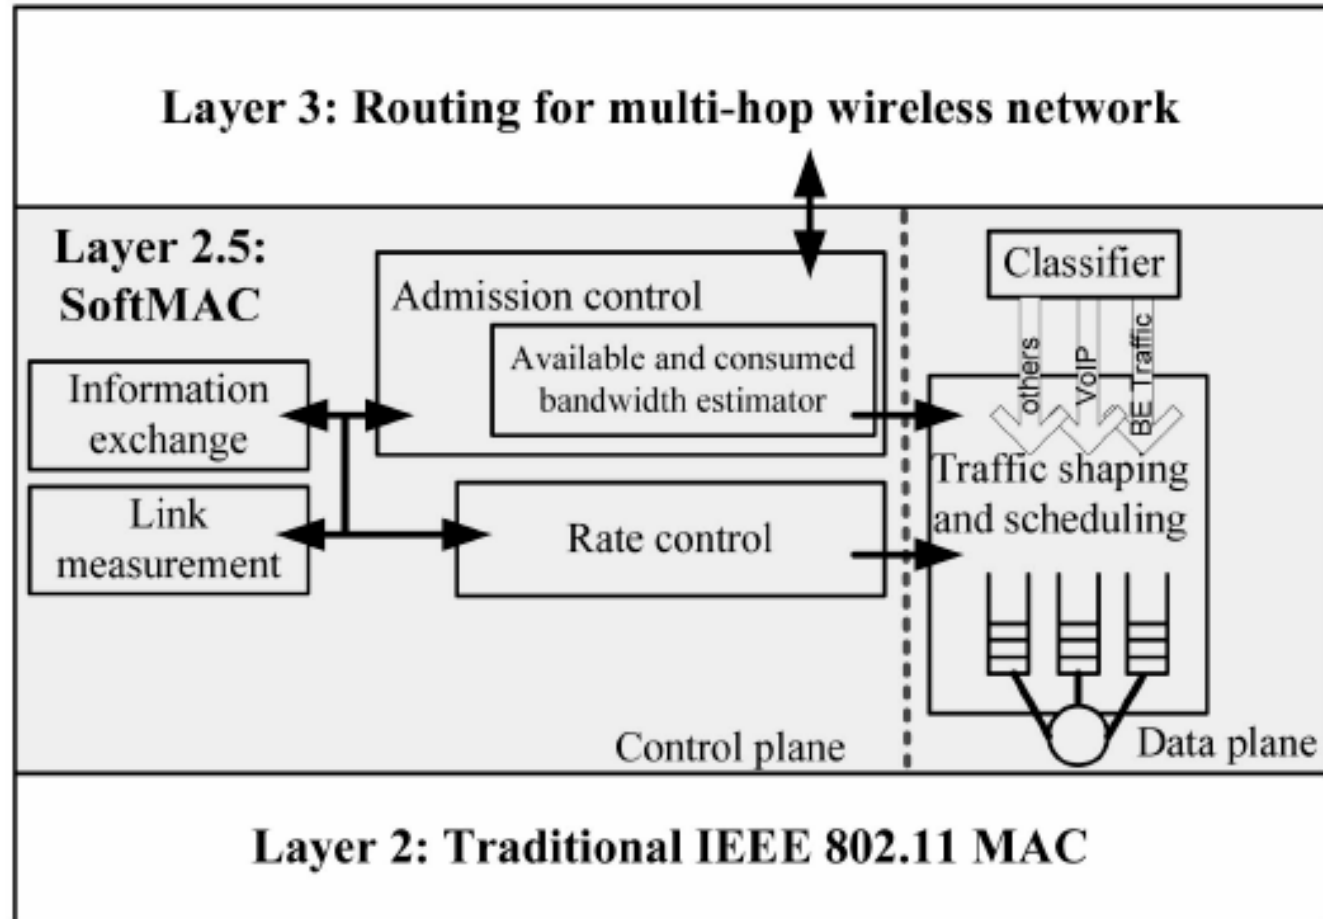 Layer 3: Routing for multi-hop wireless network
Layer 2.5:
SoftMAC
Classifier
Admission control
Available and consumed
bandwidth estimator
others
VoIP
BE Traffic
Information
exchange
Link
measurement
Rate control
Traffic shaping
and scheduling
Control plane
Data plane
Layer 2: Traditional IEEE 802.11 MAC